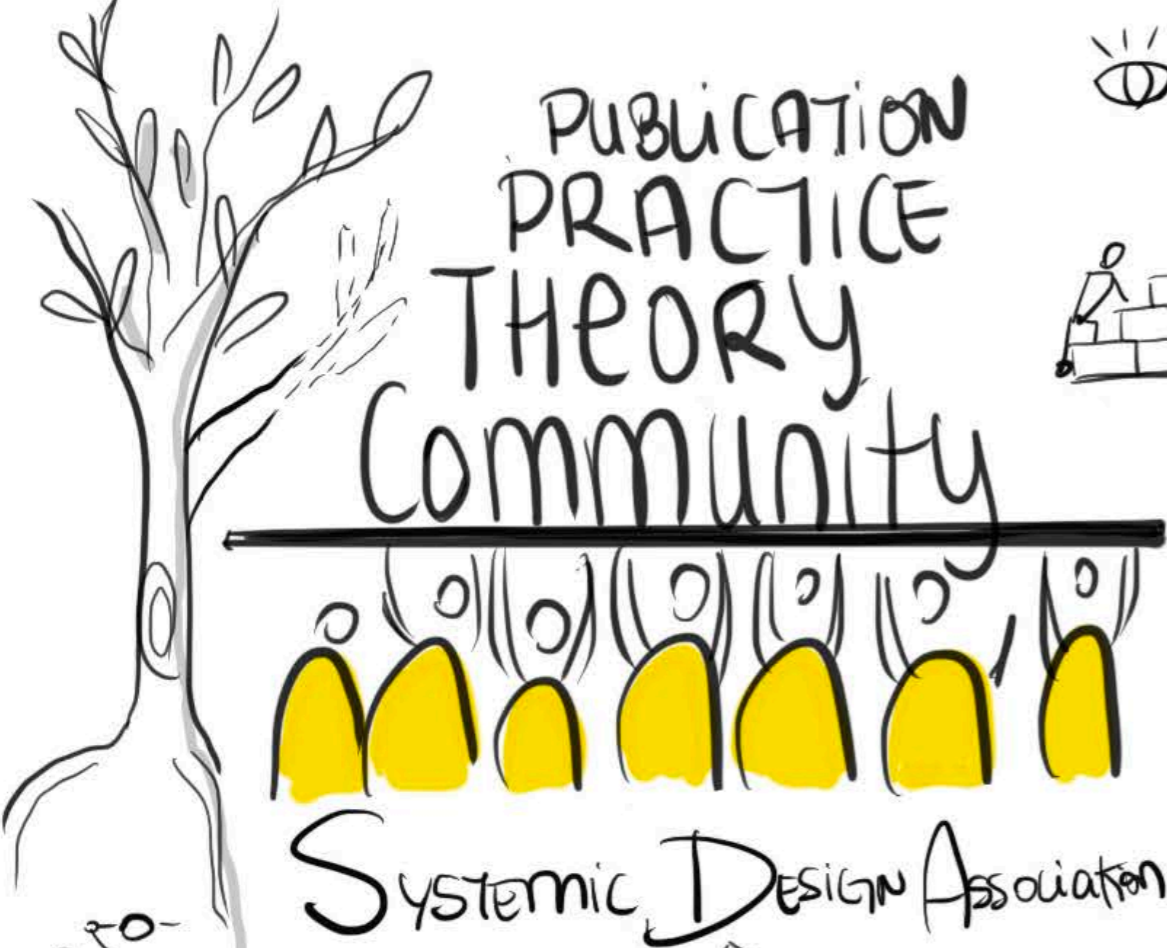 PUBLICATION
PRACTICE
THEORY
Community
Systemic Design Association